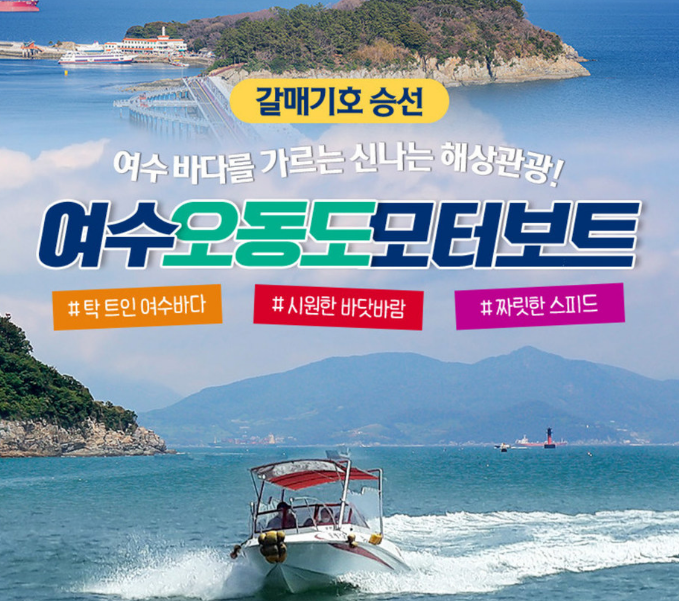 갈매기호 승선
여수 바다를 가르는 신나는 해상관광!
여수오동도모터보트
# 탁 트인 여수바다
# 시원한 바닷바람
# 짜릿한 스피드